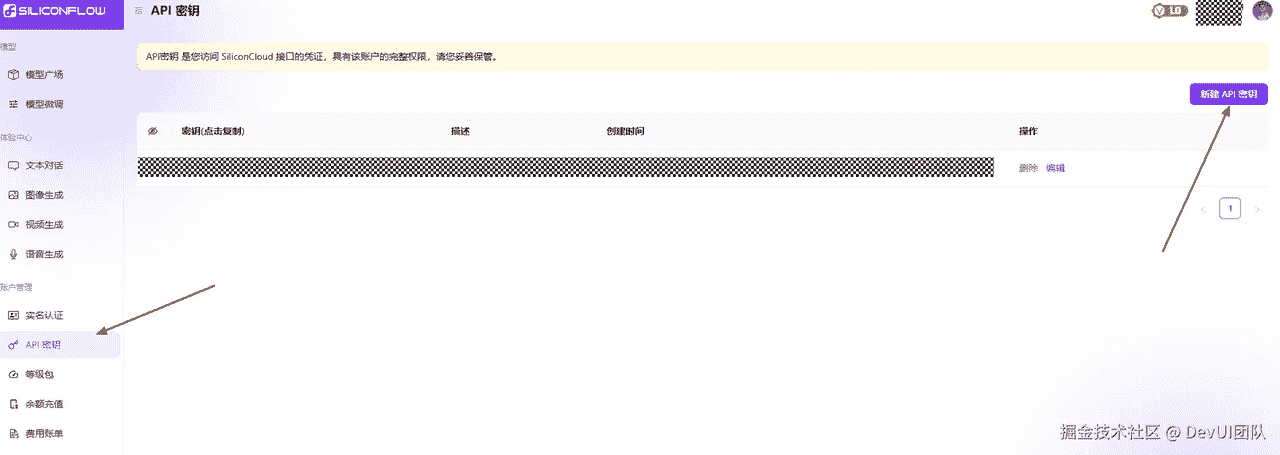 SILICONFLOW
API 密钥
V 1.0
模型
模型广场
模型微调
体验中心
文本对话
图像生成
视频生成
语音生成
账户管理
实名认证
API 密钥
等级包
余额充值
费用账单
API密钥 是您访问 SiliconCloud 接口的凭证，具有该账户的完整权限，请您妥善保管。
新建 API 密钥
密钥(点击复制) 描述 创建时间 操作
删除 编辑
1
掘金技术社区 @ DevUI团队